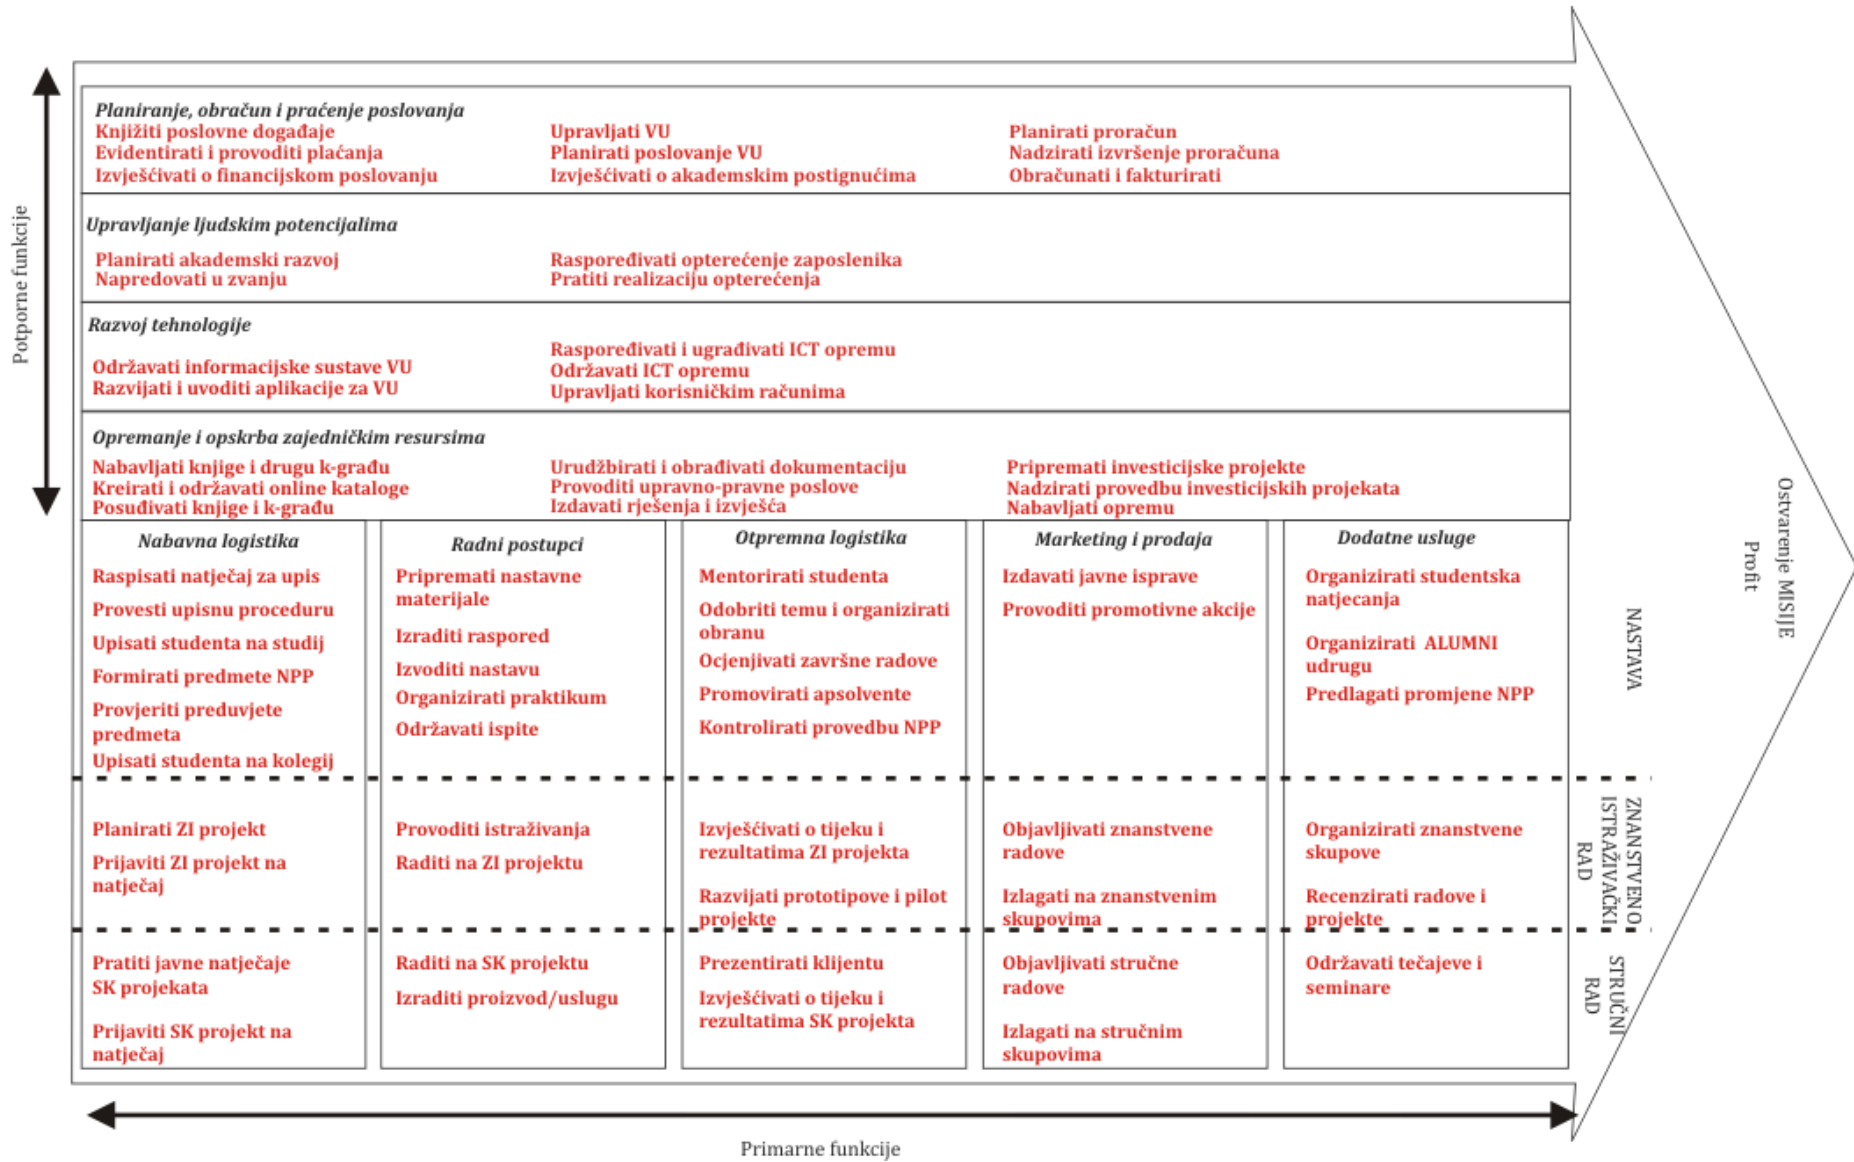 Potporne funkcije
Planiranje, obračun i praćenje poslovanja
Knjižiti poslovne događaje
Evidentirati i provoditi plaćanja
Izvješćivati o financijskom poslovanju
Upravljati VU
Planirati poslovanje VU
Izvješćivati o akademskim postignućima
Planirati proračun
Nadzirati izvršenje proračuna
Obračunati i fakturirati
Upravljanje ljudskim potencijalima
Planirati akademski razvoj
Napredovati u zvanju
Raspoređivati opterećenje zaposlenika
Pratiti realizaciju opterećenja
Razvoj tehnologije
Održavati informacijske sustave VU
Razvijati i uvoditi aplikacije za VU
Raspoređivati i ugrađivati ICT opremu
Održavati ICT opremu
Upravljati korisničkim računima
Opremanje i opskrba zajedničkim resursima
Nabavljati knjige i drugu k-građu
Kreirati i održavati online kataloge
Posuđivati knjige i k-građu
Urudžbirati i obrađivati dokumentaciju
Provoditi upravno-pravne poslove
Izdavati rješenja i izvješća
Pripremati investicijske projekte
Nadzirati provedbu investicijskih projekata
Nabavljati opremu
Nabavna logistika
Raspisati natječaj za upis
Provesti upisnu proceduru
Upisati studenta na studij
Formirati predmete NPP
Provjeriti preduvjete
predmeta
Upisati studenta na kolegij
Planirati ZI projekt
Prijaviti ZI projekt na
natječaj
Pratiti javne natječaje
SK projekata
Prijaviti SK projekt na
natječaj
Radni postupci
Pripremati nastavne
materijale
Izraditi raspored
Izvoditi nastavu
Organizirati praktikum
Održavati ispite
Provoditi istraživanja
Raditi na ZI projektu
Raditi na SK projektu
Izraditi proizvod/uslugu
Otpremna logistika
Mentorirati studenta
Odobriti temu i organizirati
obranu
Ocjenjivati završne radove
Promovirati apsolvente
Kontrolirati provedbu NPP
Izvješćivati o tijeku i
rezultatima ZI projekta
Razvijati prototipove i pilot
projekte
Prezentirati klijentu
Izvješćivati o tijeku i
rezultatima SK projekta
Marketing i prodaja
Izdavati javne isprave
Provoditi promotivne akcije
Objavljivati znanstvene
radove
Izlagati na znanstvenim
skupovima
Objavljivati stručne
radove
Izlagati na stručnim
skupovima
Dodatne usluge
Organizirati studentska
natjecanja
Organizirati ALUMNI
udrugu
Predlagati promjene NPP
Organizirati znanstvene
skupove
Recenzirati radove i
projekte
Održavati tečajeve i
seminare
NASTAVA
ZNANSTVENO
ISTRAŽIVAČKI
RAD
STRUČNI
RAD
Ostvarenje MISIJE
Profit
Primarne funkcije